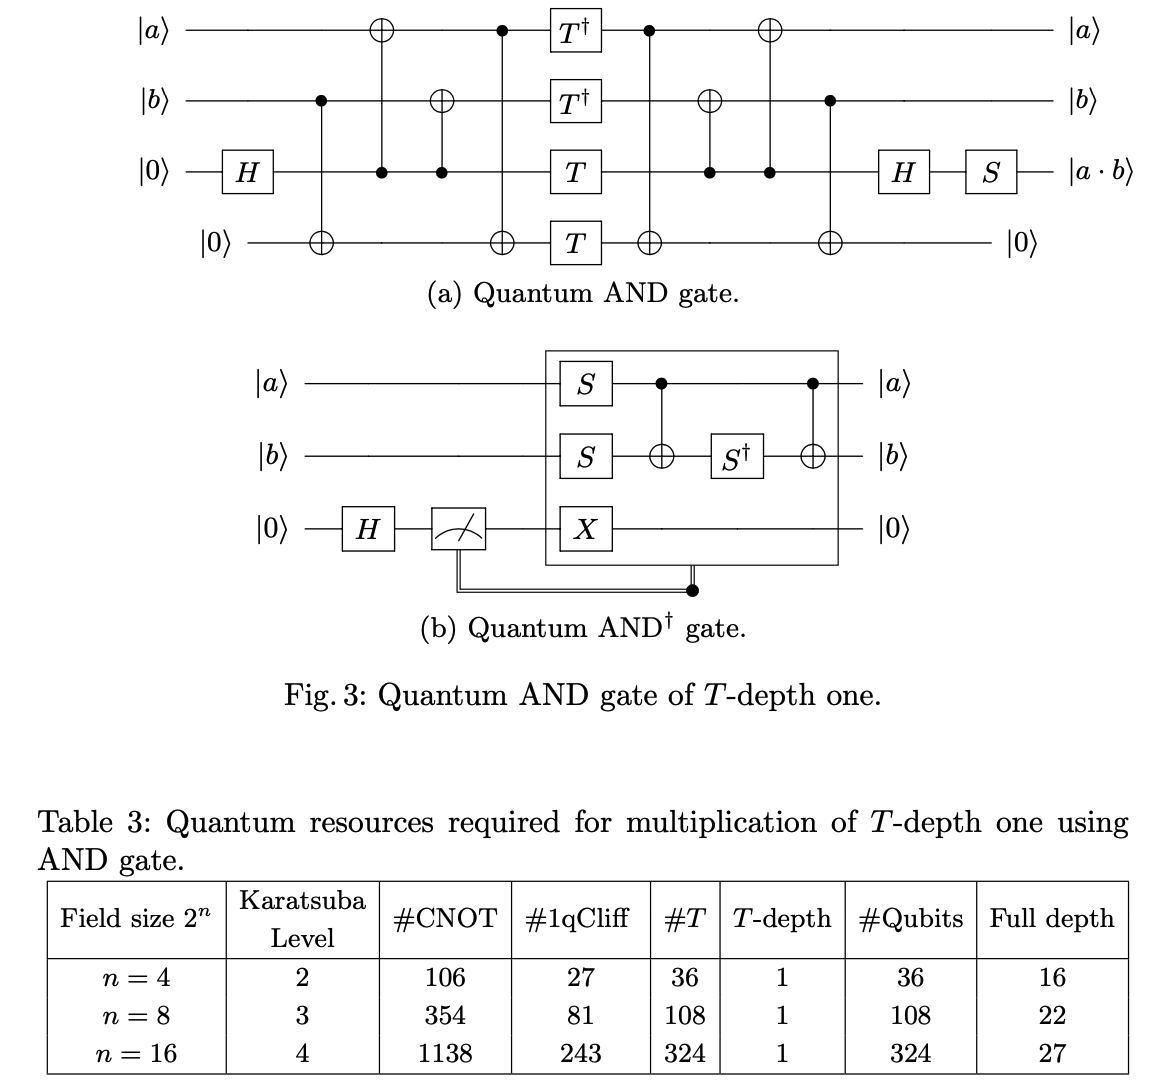 |a⟩ T† |a⟩
|b⟩ T† |b⟩
|0⟩ H T H S |a · b⟩
|0⟩ T |0⟩
(a) Quantum AND gate.
|a⟩ S |a⟩
|b⟩ S S† |b⟩
|0⟩ H X |0⟩
(b) Quantum AND† gate.
Fig. 3: Quantum AND gate of T-depth one.
Table 3: Quantum resources required for multiplication of T-depth one using
AND gate.
Field size 2ⁿ Karatsuba Level #CNOT #1qCliff #T T-depth #Qubits Full depth
n = 4 2 106 27 36 1 36 16
n = 8 3 354 81 108 1 108 22
n = 16 4 1138 243 324 1 324 27